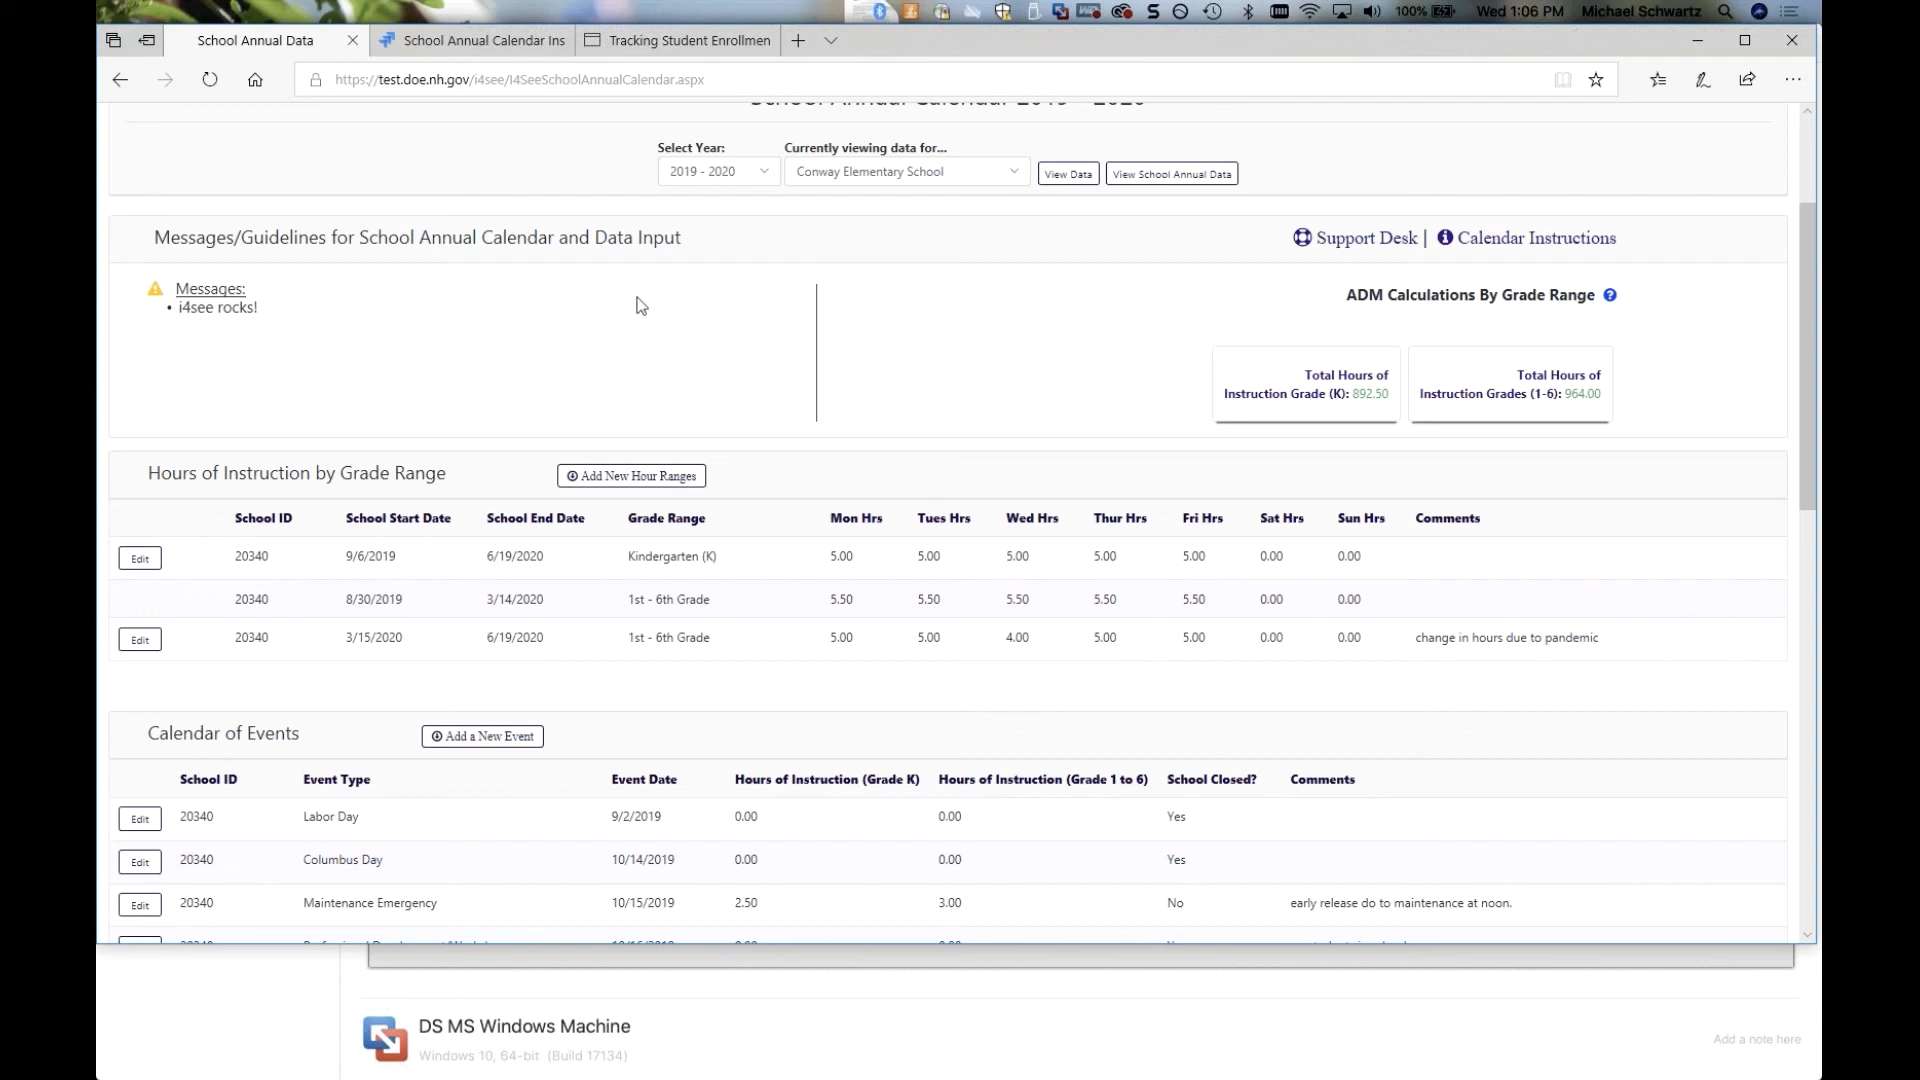 100%
Wed 1:06 PM
Michael Schwartz
School Annual Data
School Annual Calendar Ins
Tracking Student Enrollmen
https://test.doe.nh.gov/i4see/I4SeeSchoolAnnualCalendar.aspx
School Annual Calendar 2019 - 2020
Select Year:
Currently viewing data for...
2019 - 2020
Conway Elementary School
View Data
View School Annual Data
Messages/Guidelines for School Annual Calendar and Data Input
Support Desk |
Calendar Instructions
Messages:
• i4see rocks!
ADM Calculations By Grade Range
Total Hours of
Instruction Grade (K): 892.50
Total Hours of
Instruction Grades (1-6): 964.00
Hours of Instruction by Grade Range
Add New Hour Ranges
School ID School Start Date School End Date Grade Range Mon Hrs Tues Hrs Wed Hrs Thur Hrs Fri Hrs Sat Hrs Sun Hrs Comments
Edit 20340 9/6/2019 6/19/2020 Kindergarten (K) 5.00 5.00 5.00 5.00 5.00 0.00 0.00
20340 8/30/2019 3/14/2020 1st - 6th Grade 5.50 5.50 5.50 5.50 5.50 0.00 0.00
Edit 20340 3/15/2020 6/19/2020 1st - 6th Grade 5.00 5.00 4.00 5.00 5.00 0.00 0.00 change in hours due to pandemic
Calendar of Events
Add a New Event
School ID Event Type Event Date Hours of Instruction (Grade K) Hours of Instruction (Grade 1 to 6) School Closed? Comments
Edit 20340 Labor Day 9/2/2019 0.00 0.00 Yes
Edit 20340 Columbus Day 10/14/2019 0.00 0.00 Yes
Edit 20340 Maintenance Emergency 10/15/2019 2.50 3.00 No early release do to maintenance at noon.
DS MS Windows Machine
Windows 10, 64-bit (Build 17134)
Add a note here